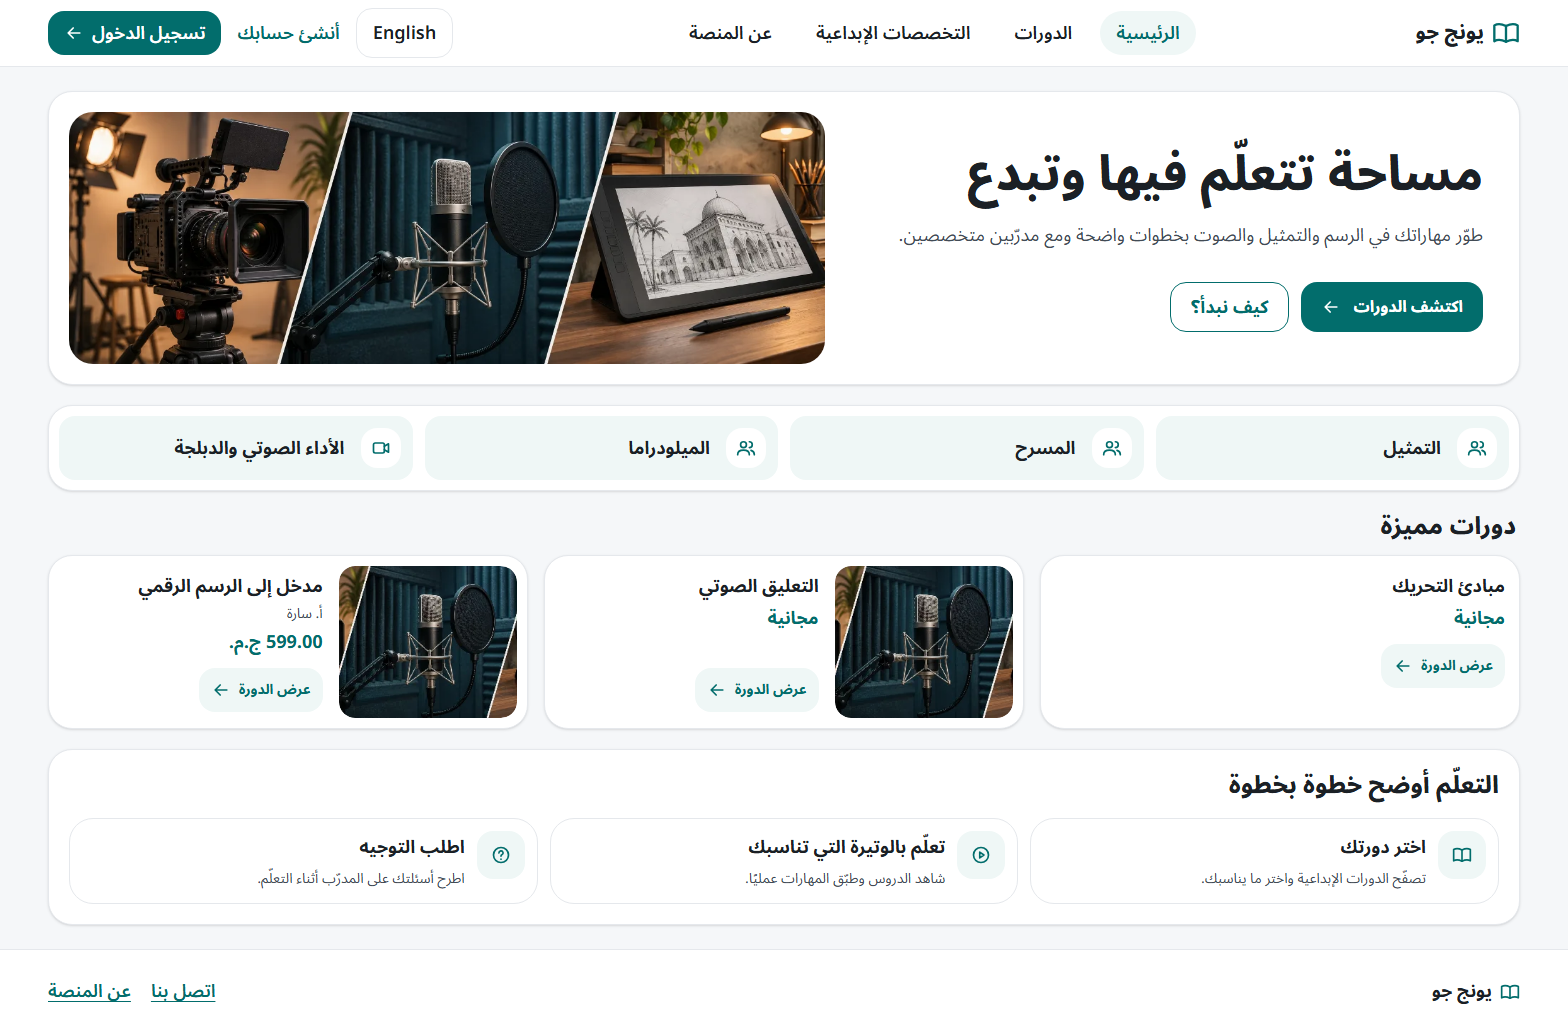 يونج جو
الرئيسية
الدورات
التخصصات الإبداعية
عن المنصة
English
أنشئ حسابك
تسجيل الدخول ←
مساحة تتعلّم فيها وتبدع
طوّر مهاراتك في الرسم والتمثيل والصوت بخطوات واضحة ومع مدرّبين متخصصين.
اكتشف الدورات ←
كيف نبدأ؟
التمثيل
المسرح
الميلودراما
الأداء الصوتي والدبلجة
دورات مميزة
مبادئ التحريك
مجانية
عرض الدورة ←
التعليق الصوتي
مجانية
عرض الدورة ←
مدخل إلى الرسم الرقمي
أ. سارة
599.00 ج.م.
عرض الدورة ←
التعلّم أوضح خطوة بخطوة
اختر دورتك
تصفّح الدورات الإبداعية واختر ما يناسبك.
تعلّم بالوتيرة التي تناسبك
شاهد الدروس وطبّق المهارات عمليًا.
اطلب التوجيه
اطرح أسئلتك على المدرّب أثناء التعلّم.
يونج جو
اتصل بنا
عن المنصة